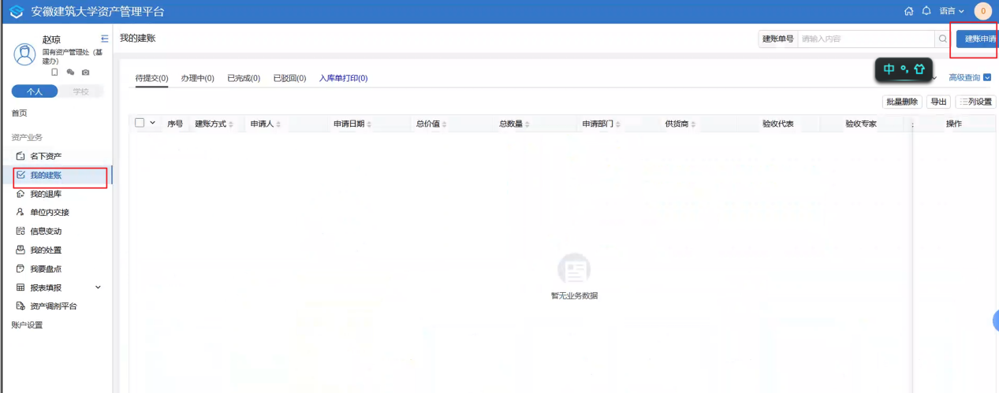 安徽建筑大学资产管理平台
语言
0
赵琼
国有资产管理处（基
建办）
个人
学校
首页
资产业务
名下资产
我的建账
我的退库
单位内交接
信息变动
我的处置
我要盘点
报表填报
资产调剂平台
账户设置
我的建账
建账单号 请输入内容
建账申请
待提交(0) 办理中(0) 已完成(0) 已驳回(0) 入库单打印(0)
中
高级查询
批量删除 导出 列设置
序号 建账方式 申请人 申请日期 总价值 总数量 申请部门 供货商 验收代表 验收专家 操作
暂无业务数据